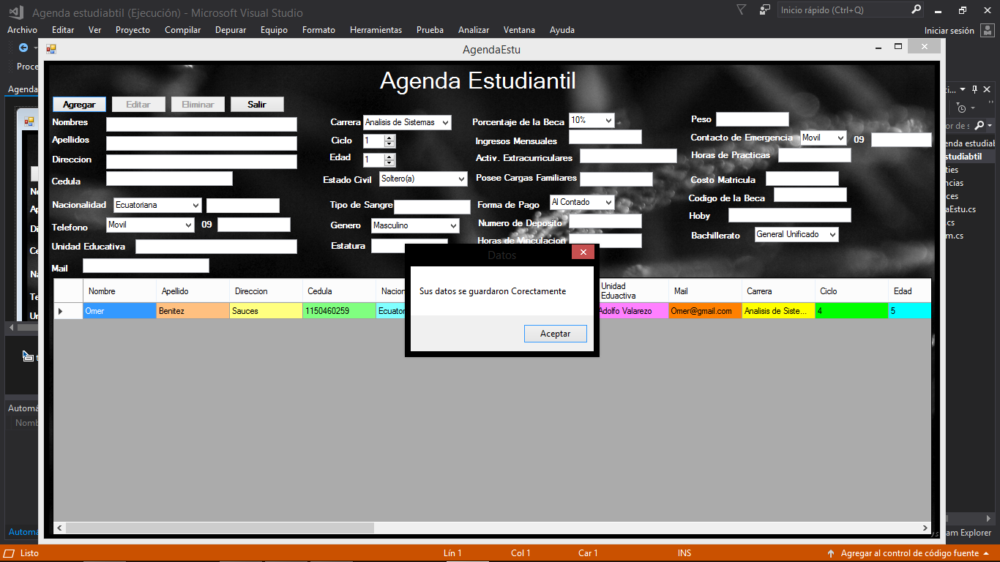 Agenda estudiabtil (Ejecución) - Microsoft Visual Studio
Inicio rápido (Ctrl+Q)
Archivo Editar Ver Proyecto Compilar Depurar Equipo Formato Herramientas Prueba Analizar Ventana Ayuda
Iniciar sesión
AgendaEstu
Proce
Agenda
Agenda Estudiantil
Agregar Editar Eliminar Salir
Nombres
Apellidos
Direccion
Cedula
Nacionalidad Ecuatoriana
Telefono Movil 09
Unidad Educativa
Mail
Carrera Analisis de Sistemas
Ciclo 1
Edad 1
Estado Civil Soltero(a)
Tipo de Sangre
Genero Masculino
Estatura
Porcentaje de la Beca 10%
Ingresos Mensuales
Activ. Extracurriculares
Posee Cargas Familiares
Forma de Pago Al Contado
Numero de Deposito
Horas de Vinculacion
Peso
Contacto de Emergencia Movil 09
Horas de Practicas
Costo Matricula
Codigo de la Beca
Hoby
Bachillerato General Unificado
Nombre Apellido Direccion Cedula Nacion Unidad Eduactiva Mail Carrera Ciclo Edad
Omer Benitez Sauces 1150460259 Ecuator Adolfo Valarezo Omer@gmail.com Analisis de Siste... 4 5
Datos
Sus datos se guardaron Corectamente
Aceptar
genda estudiab
studiabtil
ties
ncias
ces
aEstu.cs
.cs
m.cs
Automá
Nomb
Automá
am Explorer
Listo Lín 1 Col 1 Car 1 INS Agregar al control de código fuente